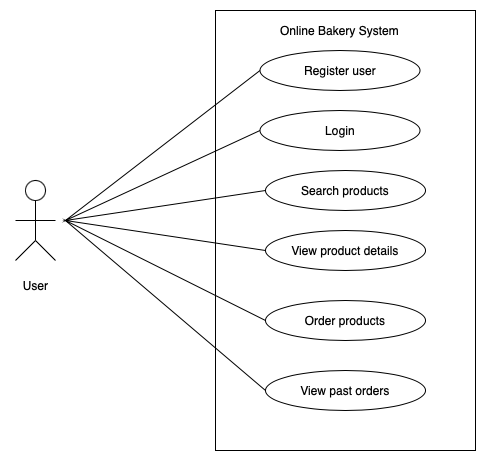 Online Bakery System
Register user
Login
Search products
View product details
User
Order products
View past orders